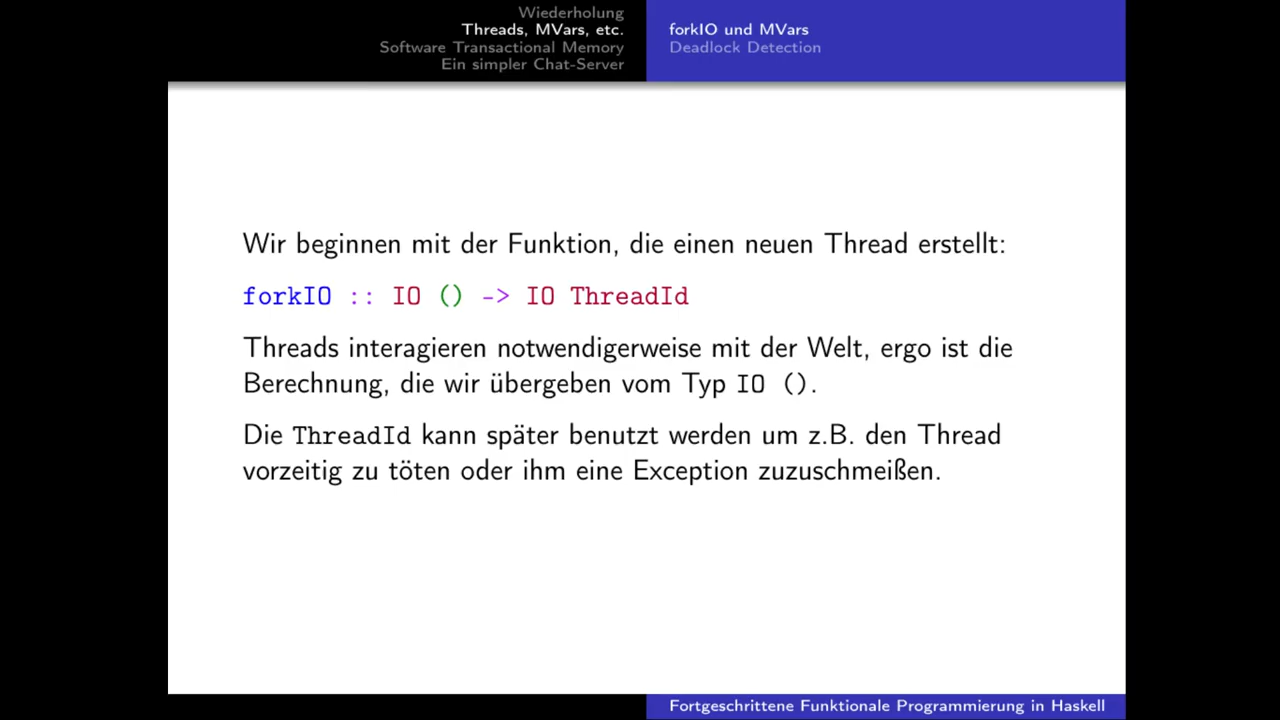 Wiederholung
Threads, MVars, etc.
Software Transactional Memory
Ein simpler Chat-Server
forkIO und MVars
Deadlock Detection
Wir beginnen mit der Funktion, die einen neuen Thread erstellt:
forkIO :: IO () -> IO ThreadId
Threads interagieren notwendigerweise mit der Welt, ergo ist die
Berechnung, die wir übergeben vom Typ IO ().
Die ThreadId kann später benutzt werden um z.B. den Thread
vorzeitig zu töten oder ihm eine Exception zuzuschmeißen.
Fortgeschrittene Funktionale Programmierung in Haskell